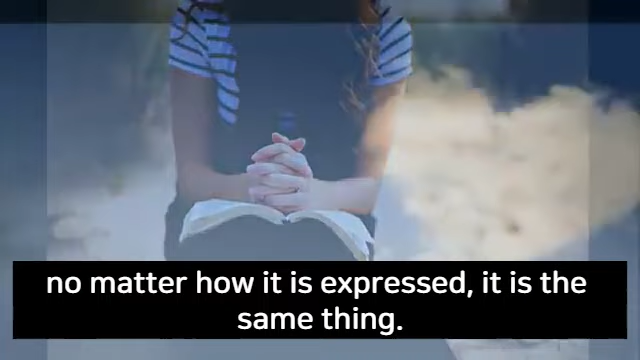 no matter how it is expressed, it is the
same thing.